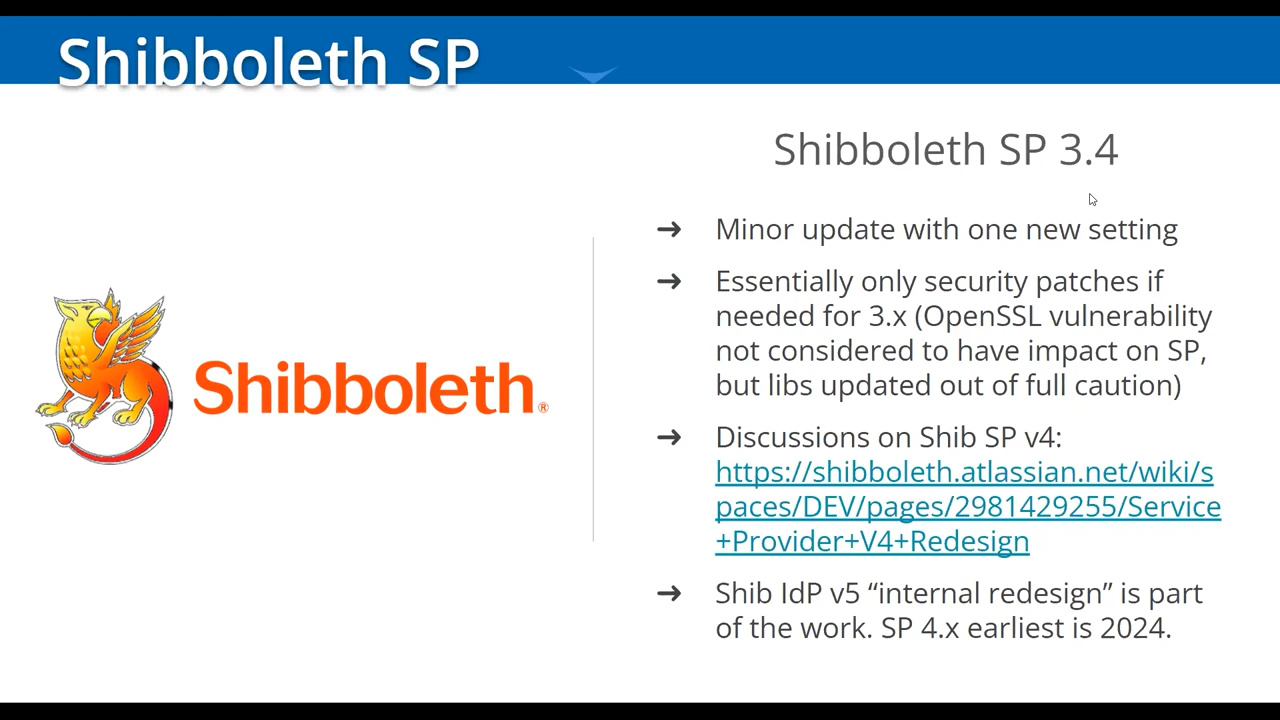 Shibboleth SP
Shibboleth SP 3.4
➔ Minor update with one new setting
➔ Essentially only security patches if
needed for 3.x (OpenSSL vulnerability
not considered to have impact on SP,
but libs updated out of full caution)
➔ Discussions on Shib SP v4:
https://shibboleth.atlassian.net/wiki/s
paces/DEV/pages/2981429255/Service
+Provider+V4+Redesign
➔ Shib IdP v5 “internal redesign” is part
of the work. SP 4.x earliest is 2024.
Shibboleth®